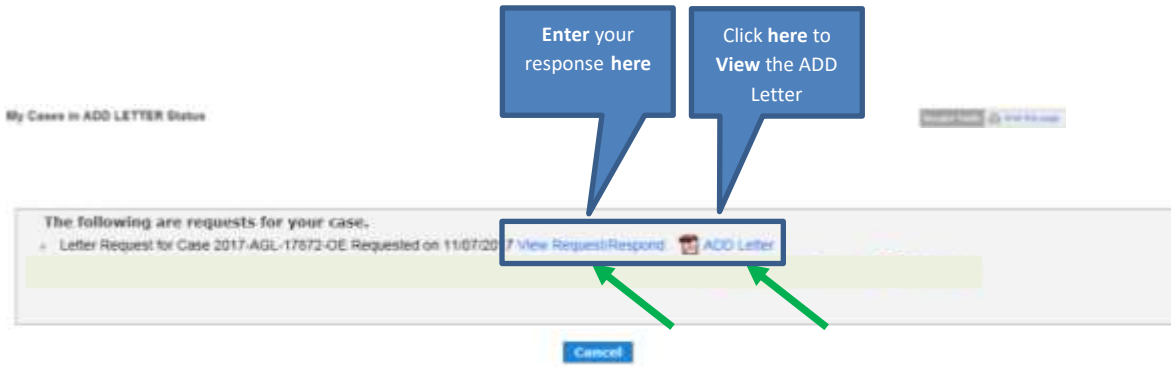 Enter your
response here
Click here to
View the ADD
Letter
My Cases in ADD LETTER Status
The following are requests for your case.
Letter Request for Case 2017-AGL-17672-OE Requested on 11/07/2017 View Request/Respond ADD Letter
Cancel